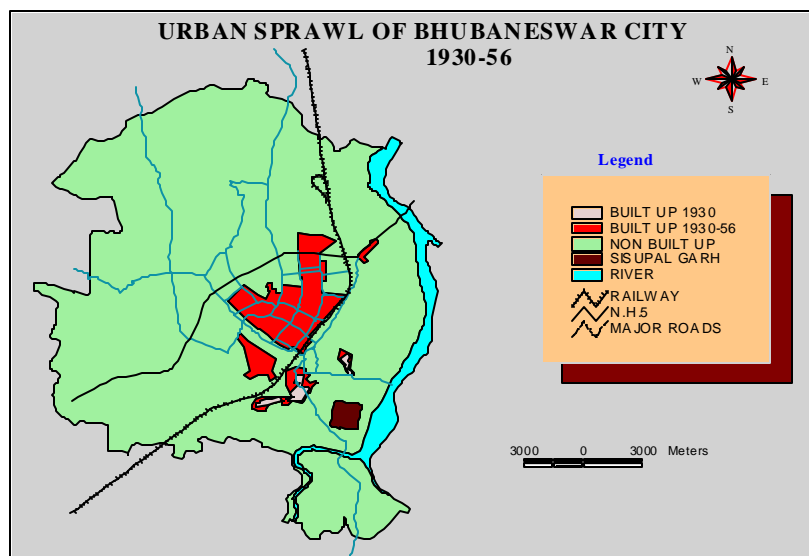 URBAN SPRAWL OF BHUBANESWAR CITY
1930-56
N
W E
S
Legend
BUILT UP 1930
BUILT UP 1930-56
NON BUILT UP
SISUPAL GARH
RIVER
RAILWAY
N.H.5
MAJOR ROADS
3000 0 3000 Meters